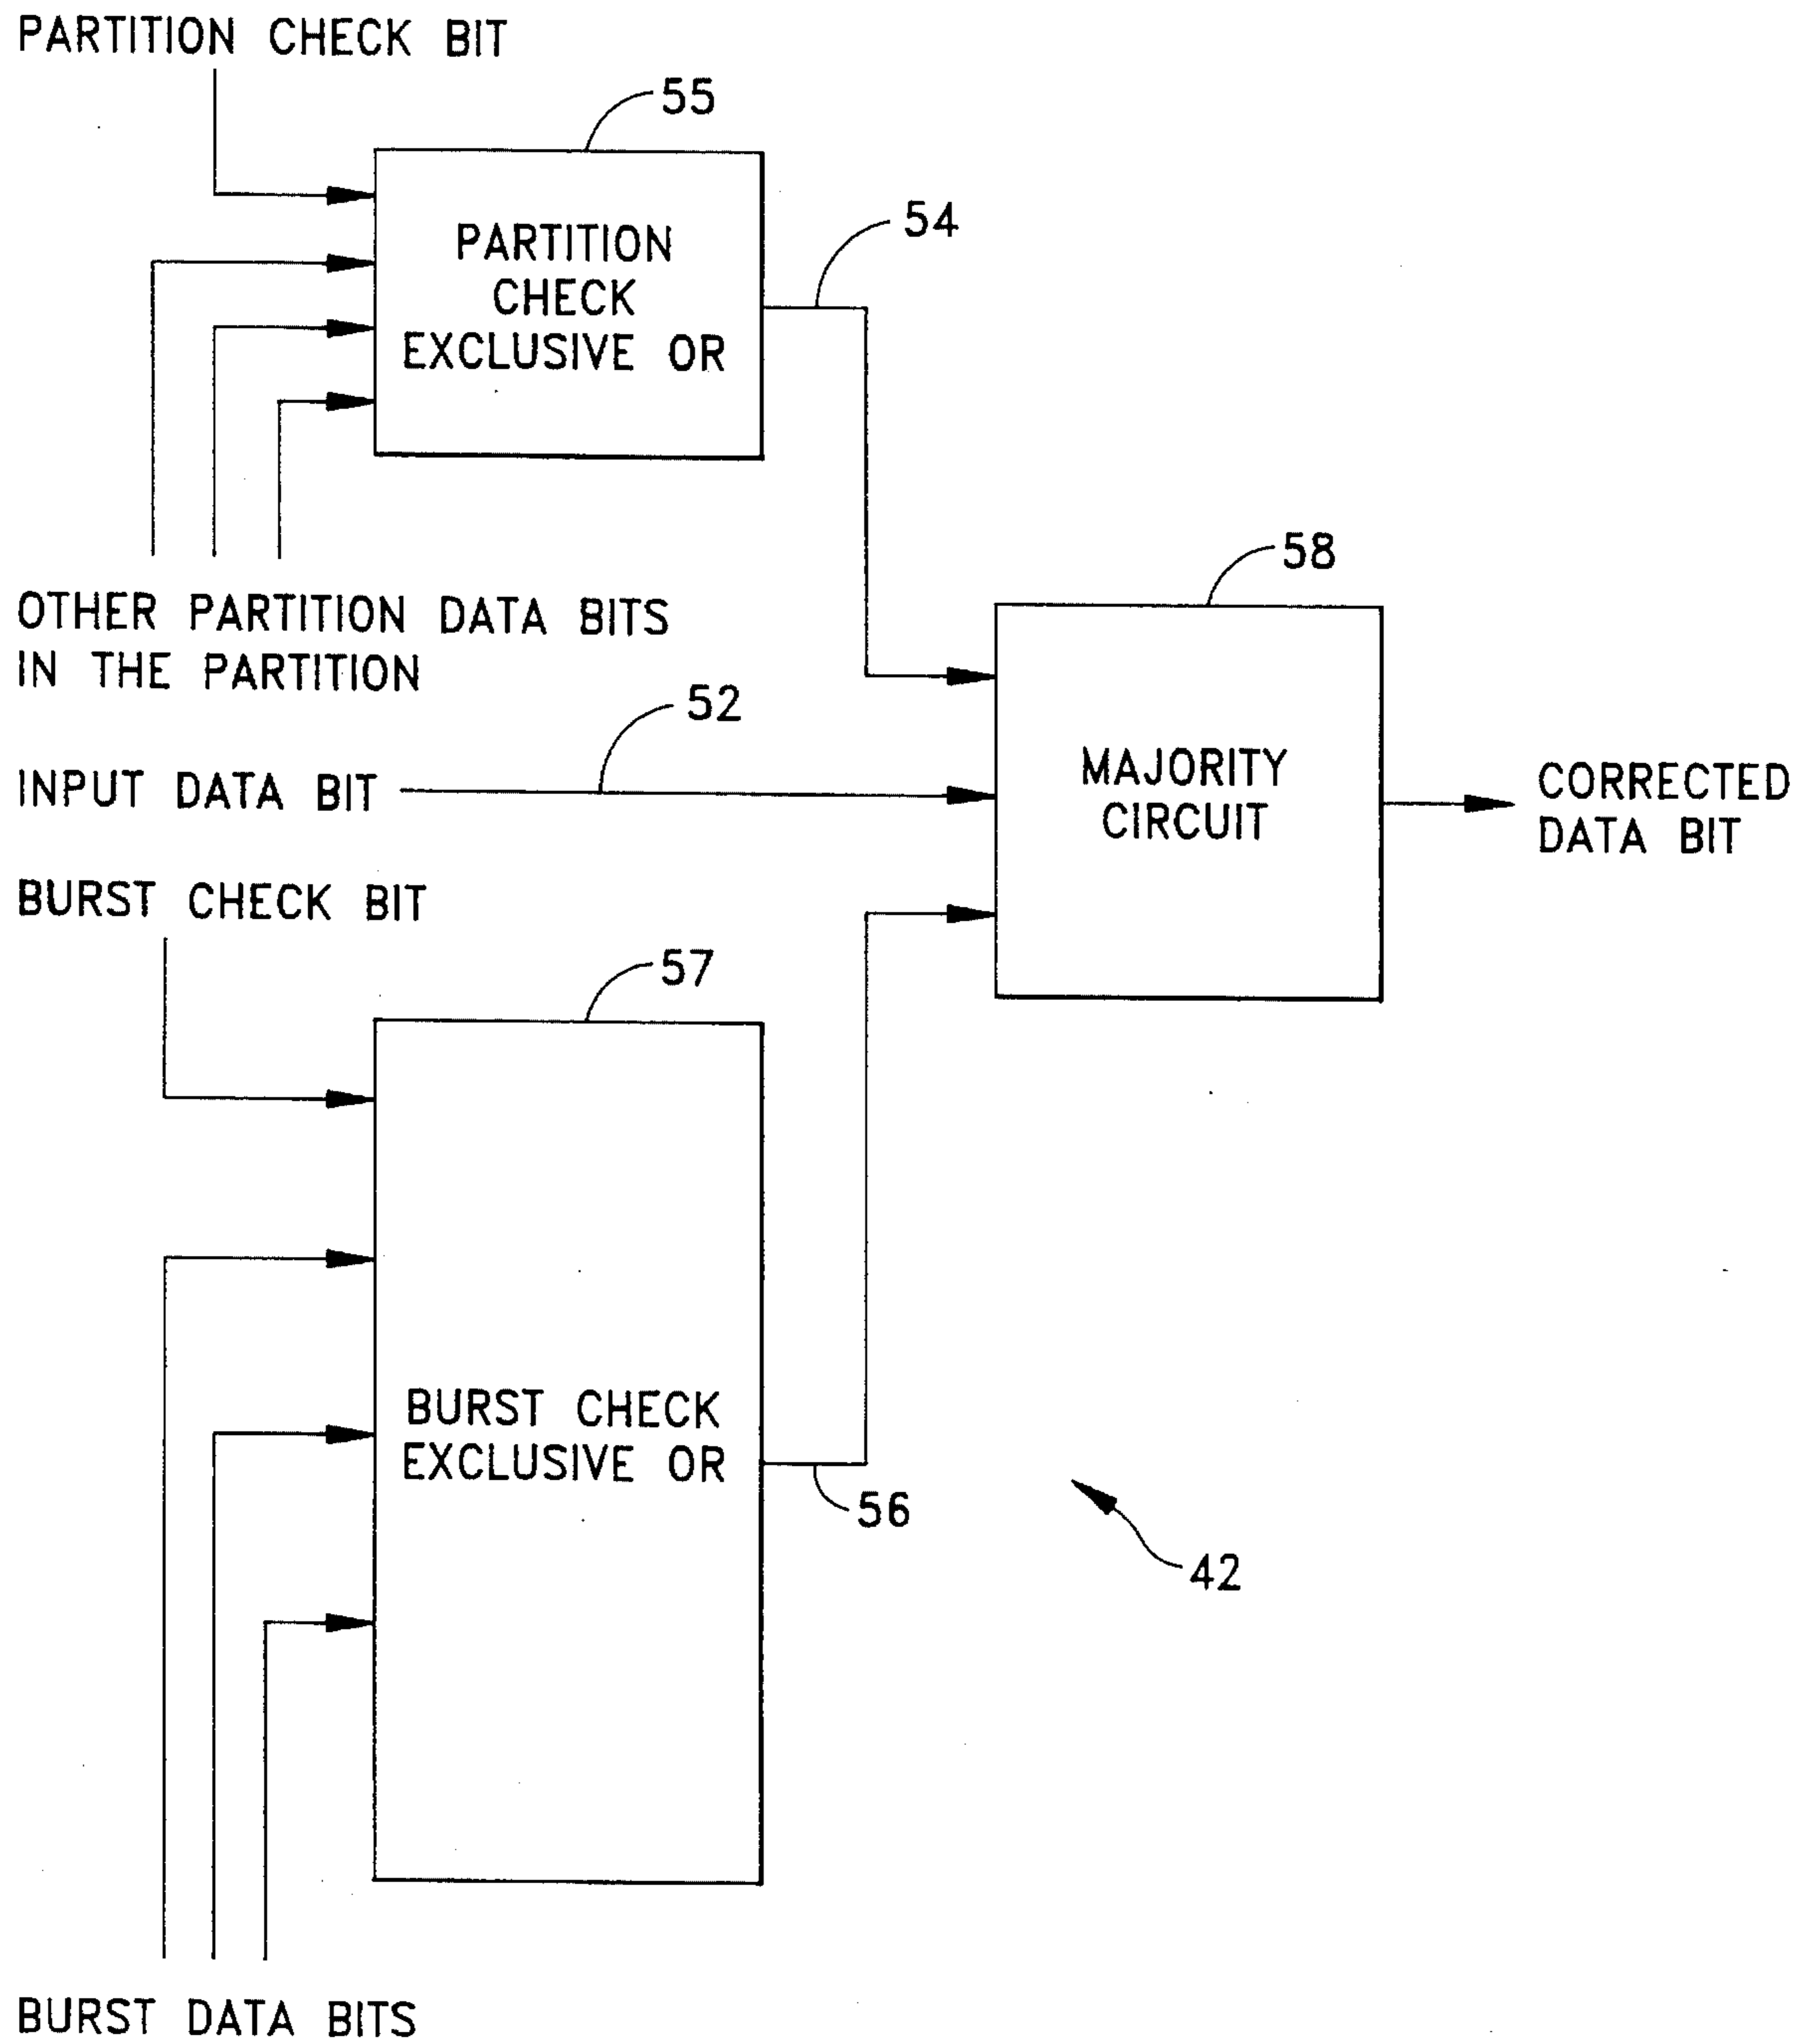 PARTITION CHECK BIT
55
PARTITION
CHECK
EXCLUSIVE OR
54
OTHER PARTITION DATA BITS
IN THE PARTITION
58
52
INPUT DATA BIT
MAJORITY
CIRCUIT
CORRECTED
DATA BIT
BURST CHECK BIT
57
BURST CHECK
EXCLUSIVE OR
56
42
BURST DATA BITS